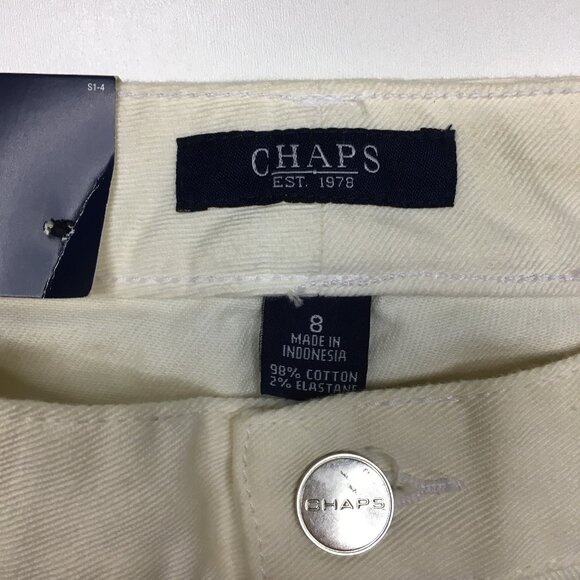 S1-4
CHAPS
EST. 1978
8
MADE IN
INDONESIA
98% COTTON
2% ELASTANE
CHAPS